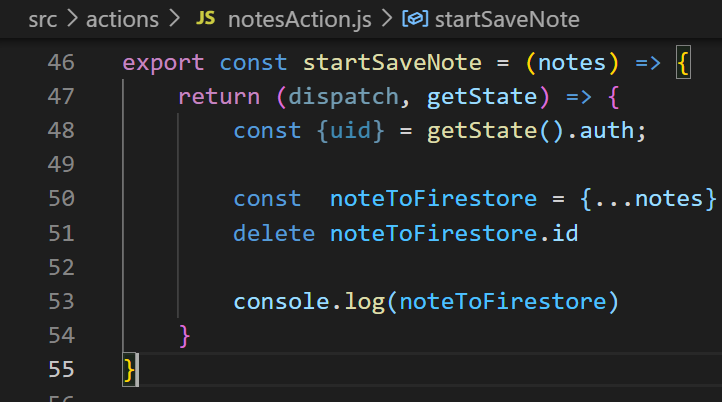 src > actions > JS notesAction.js > startSaveNote
46 export const startSaveNote = (notes) => {
47 return (dispatch, getState) => {
48 const {uid} = getState().auth;
49
50 const  noteToFirestore = {...notes}
51 delete noteToFirestore.id
52
53 console.log(noteToFirestore)
54 }
55 }
56